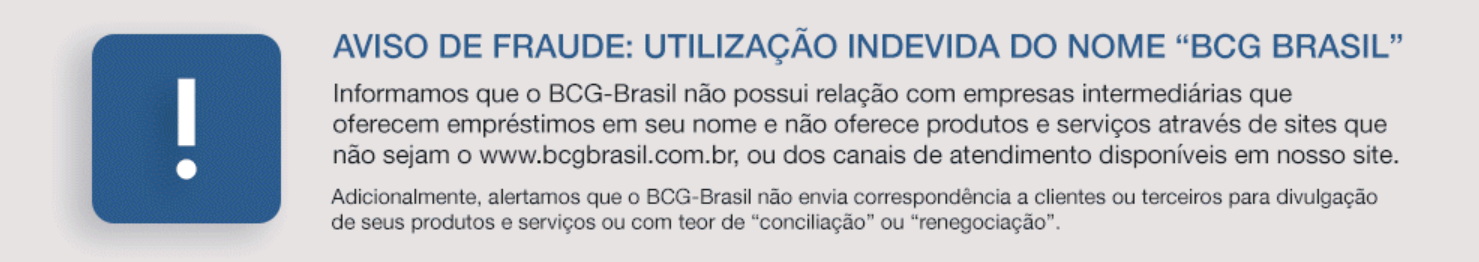 AVISO DE FRAUDE: UTILIZAÇÃO INDEVIDA DO NOME “BCG BRASIL”
Informamos que o BCG-Brasil não possui relação com empresas intermediárias que
oferecem empréstimos em seu nome e não oferece produtos e serviços através de sites que
não sejam o www.bcgbrasil.com.br, ou dos canais de atendimento disponíveis em nosso site.
Adicionalmente, alertamos que o BCG-Brasil não envia correspondência a clientes ou terceiros para divulgação
de seus produtos e serviços ou com teor de “conciliação” ou “renegociação”.